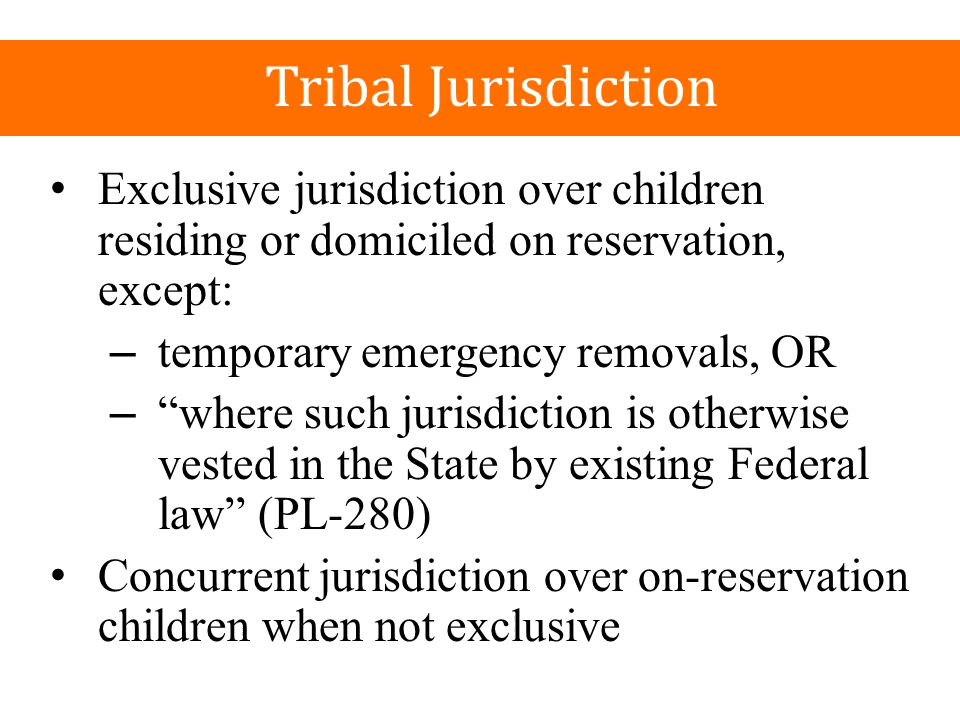 Tribal Jurisdiction
• Exclusive jurisdiction over children
residing or domiciled on reservation,
except:
– temporary emergency removals, OR
– “where such jurisdiction is otherwise
vested in the State by existing Federal
law” (PL-280)
• Concurrent jurisdiction over on-reservation
children when not exclusive